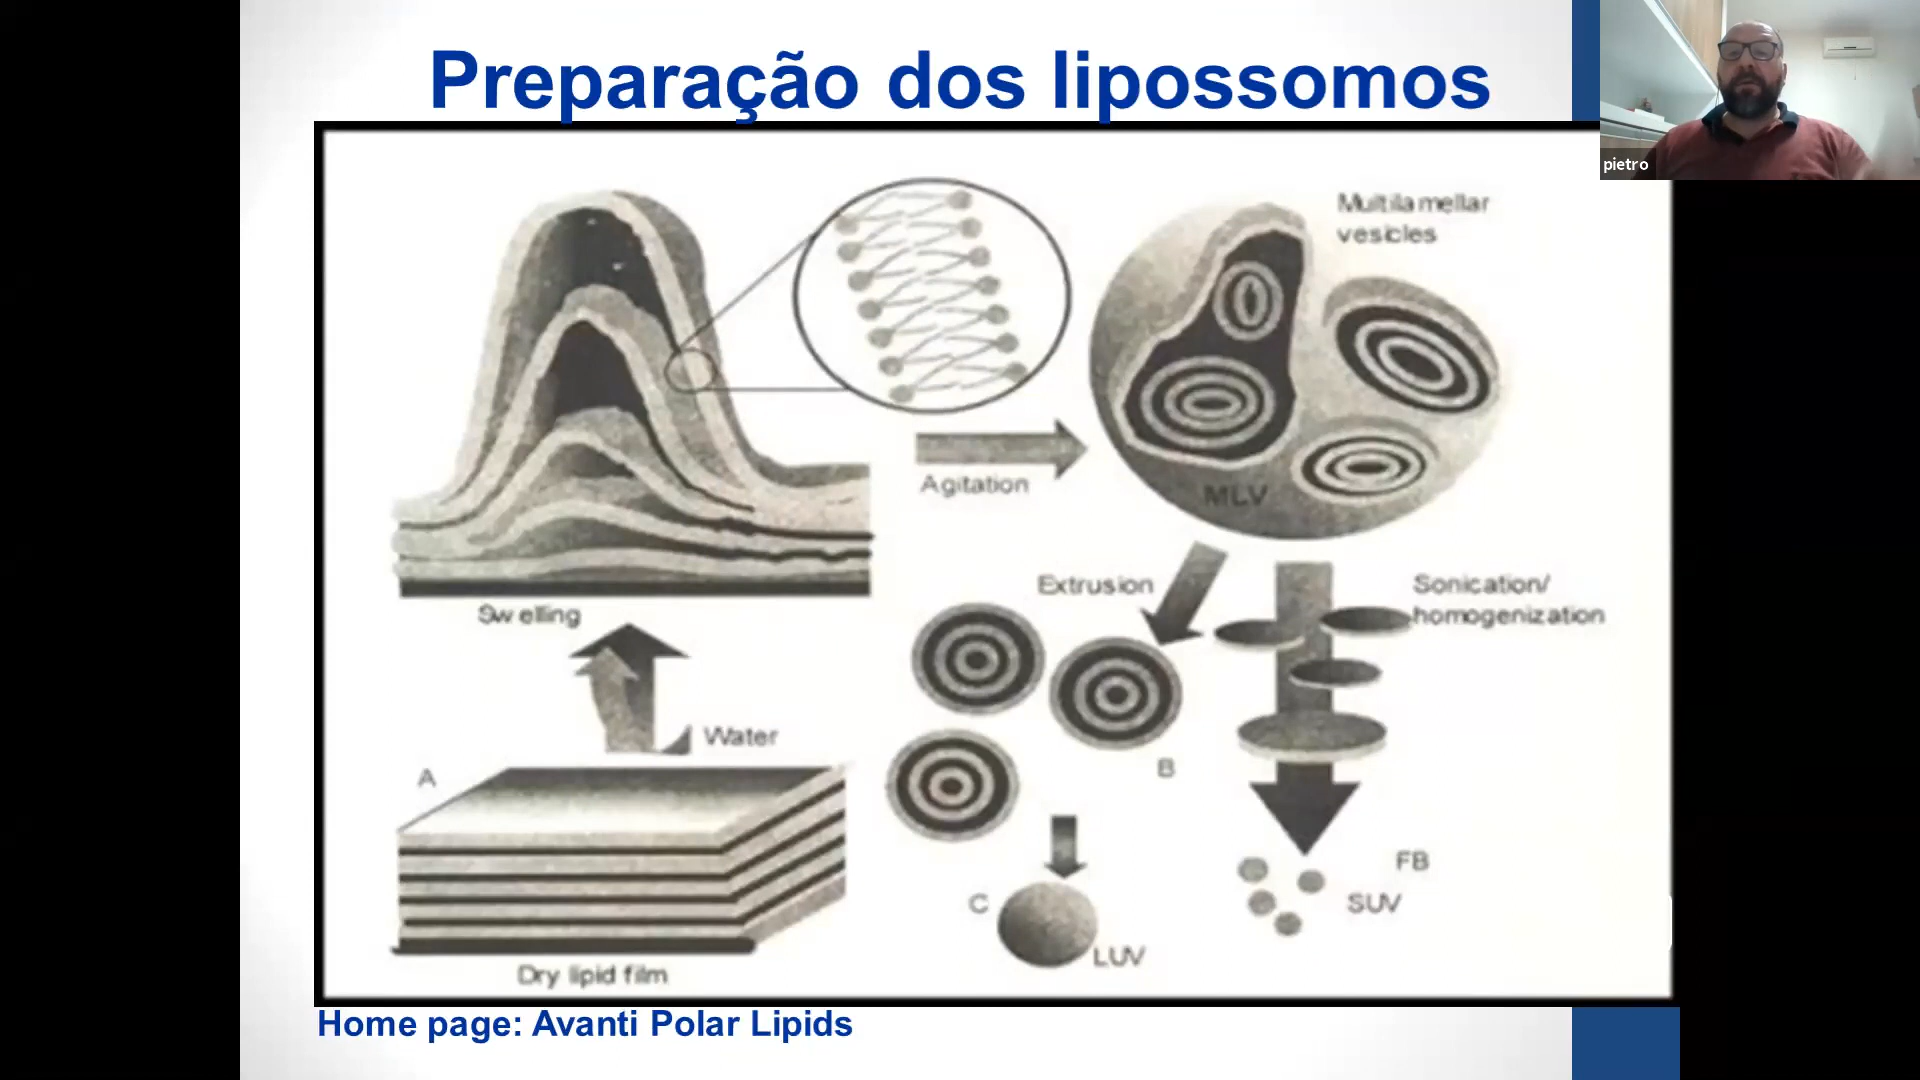 Preparação dos lipossomos
pietro
Multilamellar
vesicles
Agitation
MLV
Swelling
Extrusion
Sonication/
homogenization
Water
A
B
C
LUV
FB
SUV
Dry lipid film
Home page: Avanti Polar Lipids